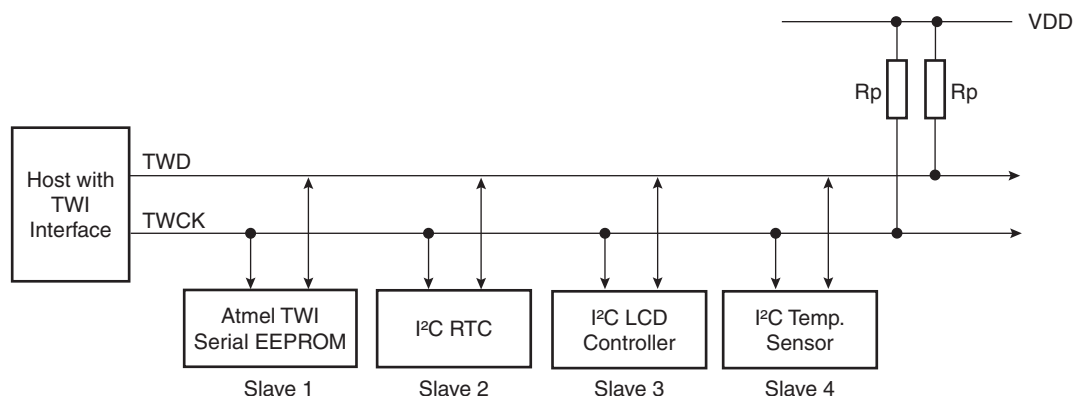 VDD
Rp
Rp
Host with
TWI
Interface
TWD
TWCK
Atmel TWI
Serial EEPROM
Slave 1
I²C RTC
Slave 2
I²C LCD
Controller
Slave 3
I²C Temp.
Sensor
Slave 4